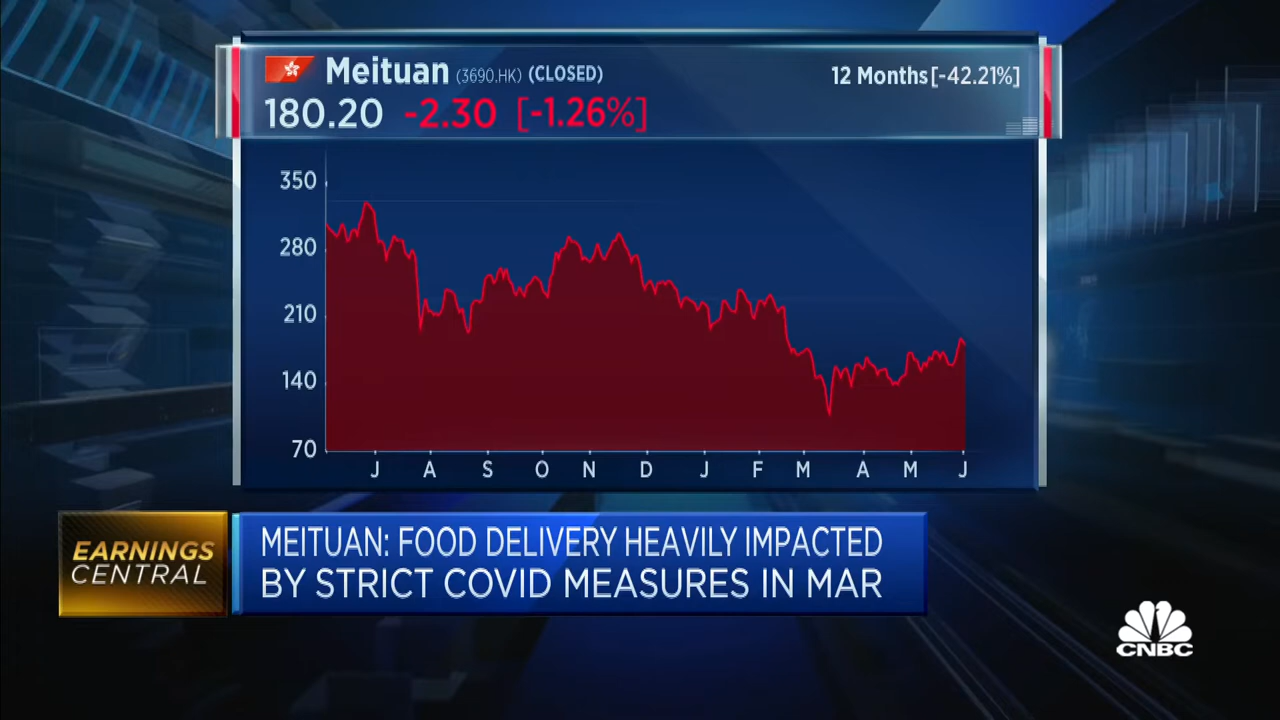 Meituan (3690.HK) (CLOSED) 12 Months [-42.21%]
180.20 -2.30 [-1.26%]
350
280
210
140
70
J A S O N D J F M A M J
EARNINGS
CENTRAL
MEITUAN: FOOD DELIVERY HEAVILY IMPACTED
BY STRICT COVID MEASURES IN MAR
CNBC